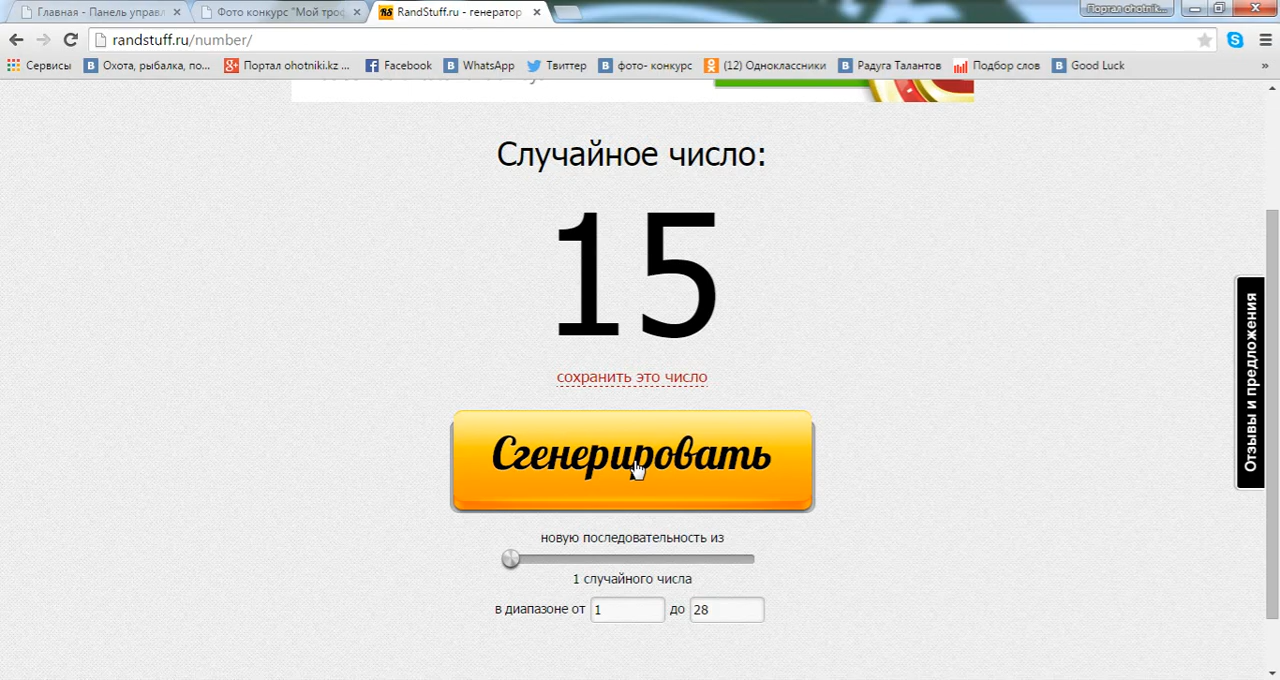 Главная - Панель управл
Фото конкурс "Мой троф
RS RandStuff.ru - генератор
Портал ohotnik...
randstuff.ru/number/
Сервисы
Охота, рыбалка, по...
Портал ohotniki.kz ...
Facebook
WhatsApp
Твиттер
фото- конкурс
(12) Одноклассники
Радуга Талантов
Подбор слов
Good Luck
»
Случайное число:
15
сохранить это число
Сгенерировать
новую последовательность из
1 случайного числа
в диапазоне от 1 до 28
Отзывы и предложения